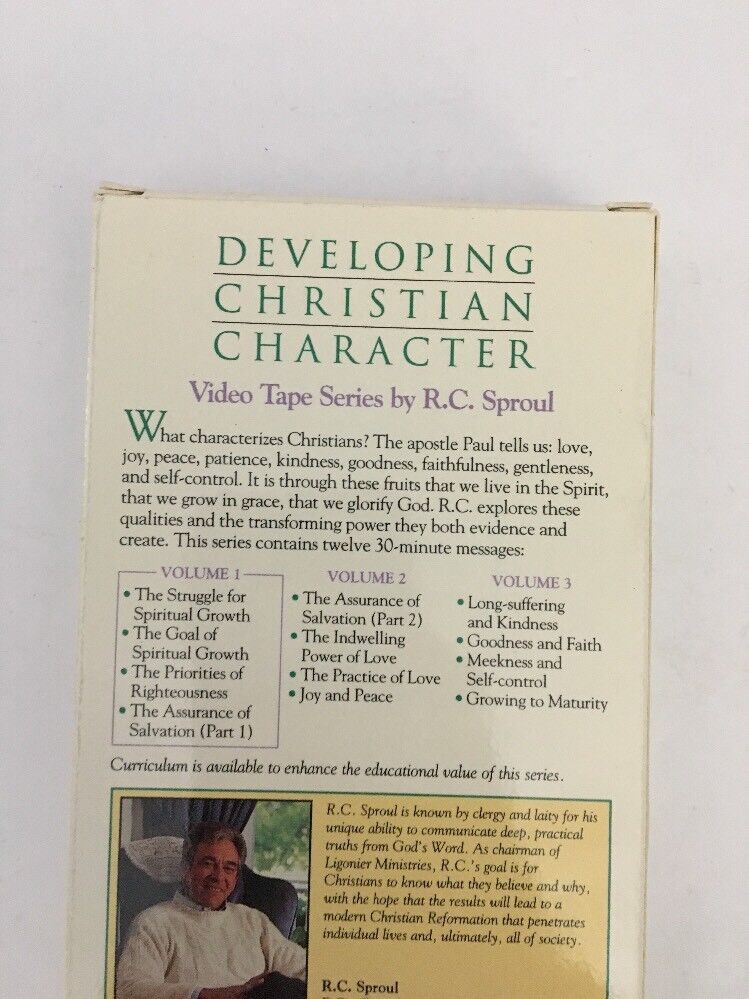 DEVELOPING
CHRISTIAN
CHARACTER
Video Tape Series by R.C. Sproul
What characterizes Christians? The apostle Paul tells us: love,
joy, peace, patience, kindness, goodness, faithfulness, gentleness,
and self-control. It is through these fruits that we live in the Spirit,
that we grow in grace, that we glorify God. R.C. explores these
qualities and the transforming power they both evidence and
create. This series contains twelve 30-minute messages:
VOLUME 1
• The Struggle for
Spiritual Growth
• The Goal of
Spiritual Growth
• The Priorities of
Righteousness
• The Assurance of
Salvation (Part 1)
VOLUME 2
• The Assurance of
Salvation (Part 2)
• The Indwelling
Power of Love
• The Practice of Love
• Joy and Peace
VOLUME 3
• Long-suffering
and Kindness
• Goodness and Faith
• Meekness and
Self-control
• Growing to Maturity
Curriculum is available to enhance the educational value of this series.
R.C. Sproul is known by clergy and laity for his
unique ability to communicate deep, practical
truths from God's Word. As chairman of
Ligonier Ministries, R.C.'s goal is for
Christians to know what they believe and why,
with the hope that the results will lead to a
modern Christian Reformation that penetrates
individual lives and, ultimately, all of society.
R.C. Sproul